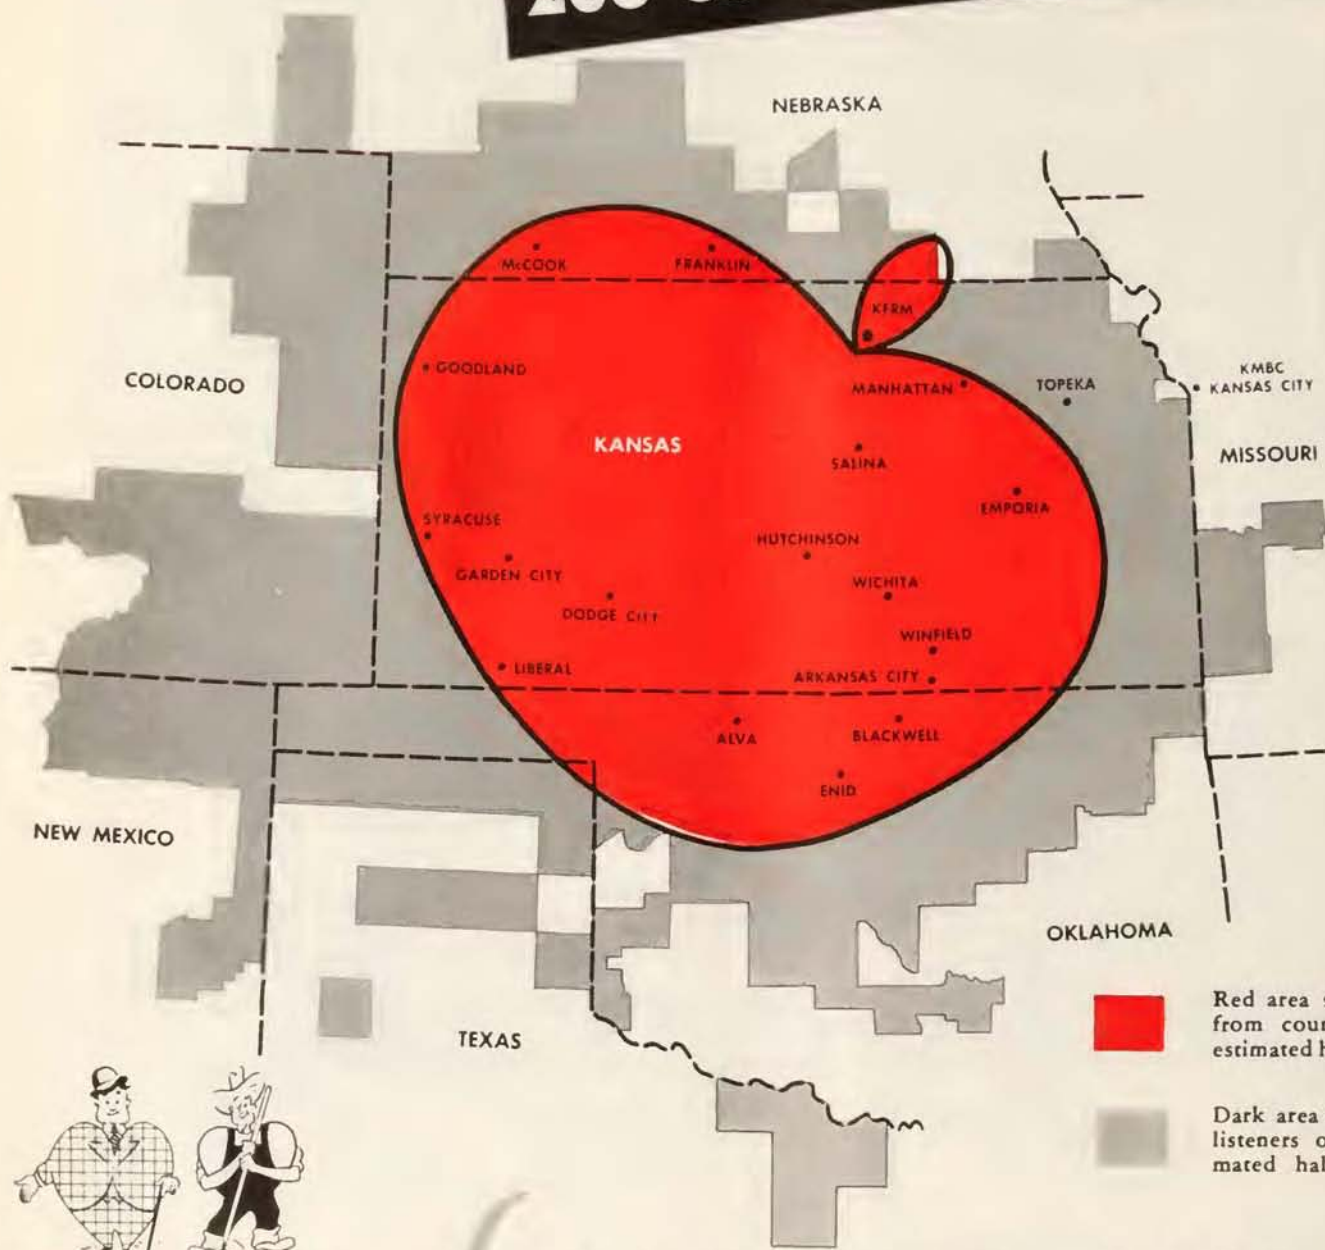 NEBRASKA
McCOOK
FRANKLIN
KFRM
GOODLAND
COLORADO
MANHATTAN
TOPEKA
KMBC
KANSAS CITY
KANSAS
SALINA
MISSOURI
EMPORIA
SYRACUSE
HUTCHINSON
GARDEN CITY
WICHITA
DODGE CITY
WINFIELD
LIBERAL
ARKANSAS CITY
ALVA
BLACKWELL
ENID
NEW MEXICO
OKLAHOMA
TEXAS
Red area
from
estimated
Dark area
listeners
mated